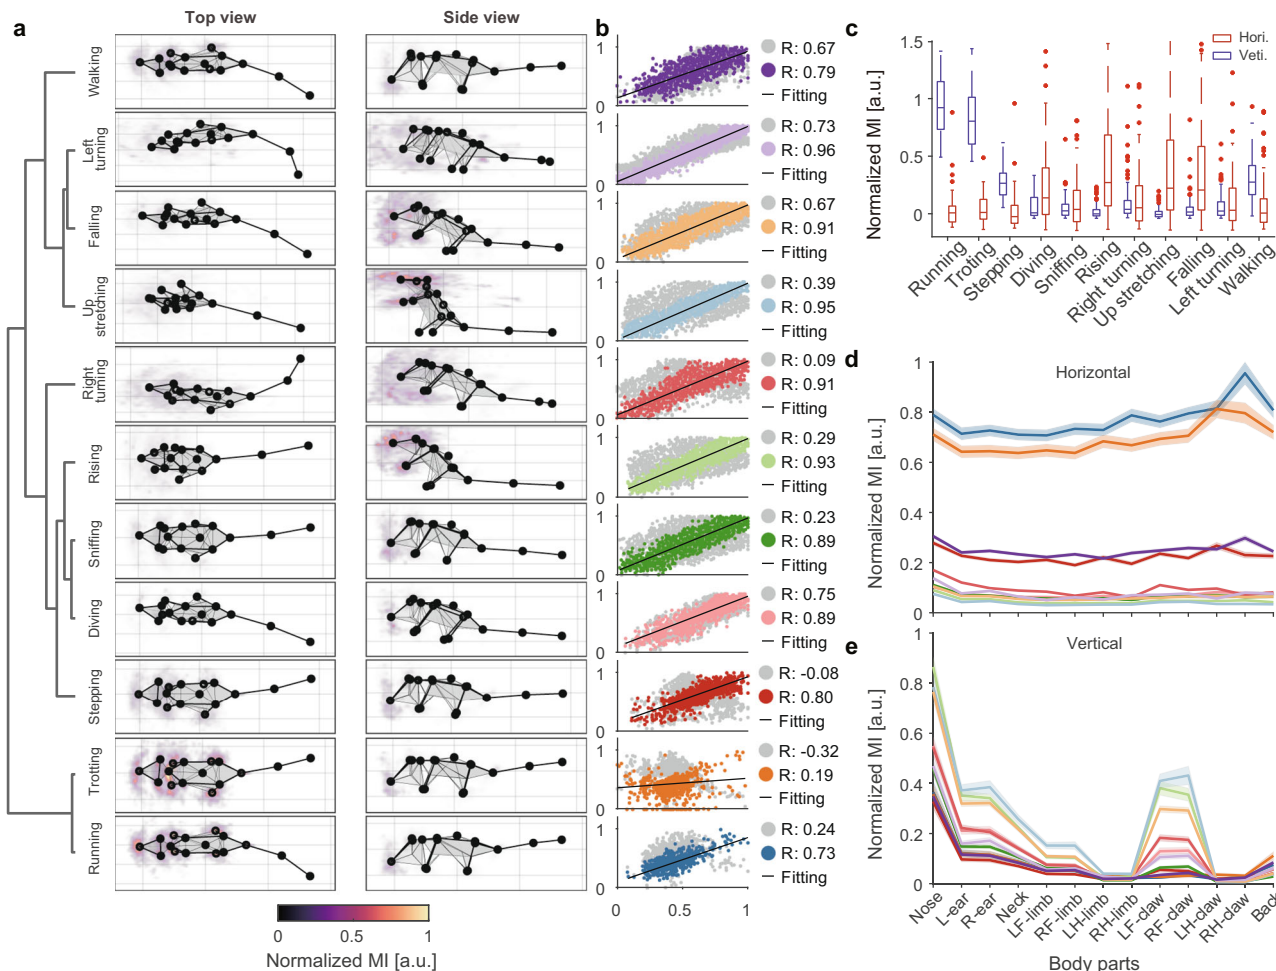 a
Top view
Side view
b
c
Walking
Left
turning
Falling
Up
stretching
Right
turning
Rising
Sniffing
Diving
Stepping
Trotting
Running
0
0.5
1
Normalized MI [a.u.]
1
0
R: 0.67
R: 0.79
Fitting
1
0
R: 0.73
R: 0.96
Fitting
1
0
R: 0.67
R: 0.91
Fitting
1
0
R: 0.39
R: 0.95
Fitting
1
0
R: 0.09
R: 0.91
Fitting
1
0
R: 0.29
R: 0.93
Fitting
1
0
R: 0.23
R: 0.89
Fitting
1
0
R: 0.75
R: 0.89
Fitting
1
0
R: -0.08
R: 0.80
Fitting
1
0
R: -0.32
R: 0.19
Fitting
1
0
R: 0.24
R: 0.73
Fitting
0
0.5
1
Normalized MI [a.u.]
1.5
1
0.5
0
Hori.
Veti.
Running
Troting
Stepping
Diving
Sniffing
Rising
Right turning
Up stretching
Falling
Left turning
Walking
d
Horizontal
Normalized MI [a.u.]
1
0.8
0.6
0.4
0.2
0
e
Vertical
Normalized MI [a.u.]
1
0.8
0.6
0.4
0.2
0
Nose
L-ear
R-ear
Neck
LF-limb
RF-limb
LH-limb
RH-limb
LF-daw
RF-daw
LH-daw
RH-daw
Back
Body parts